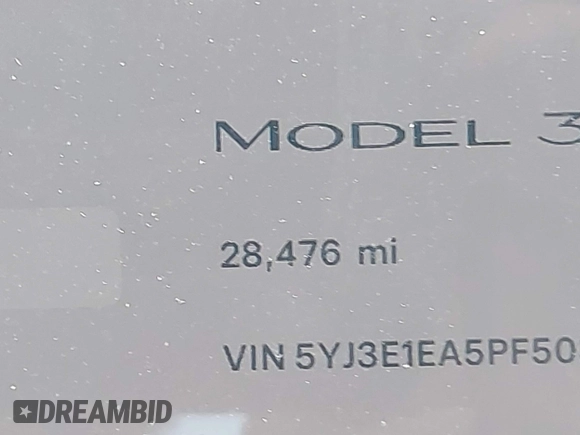 MODEL 3
28,476 mi
VIN 5YJ3E1EA5PF50
DREAMBID